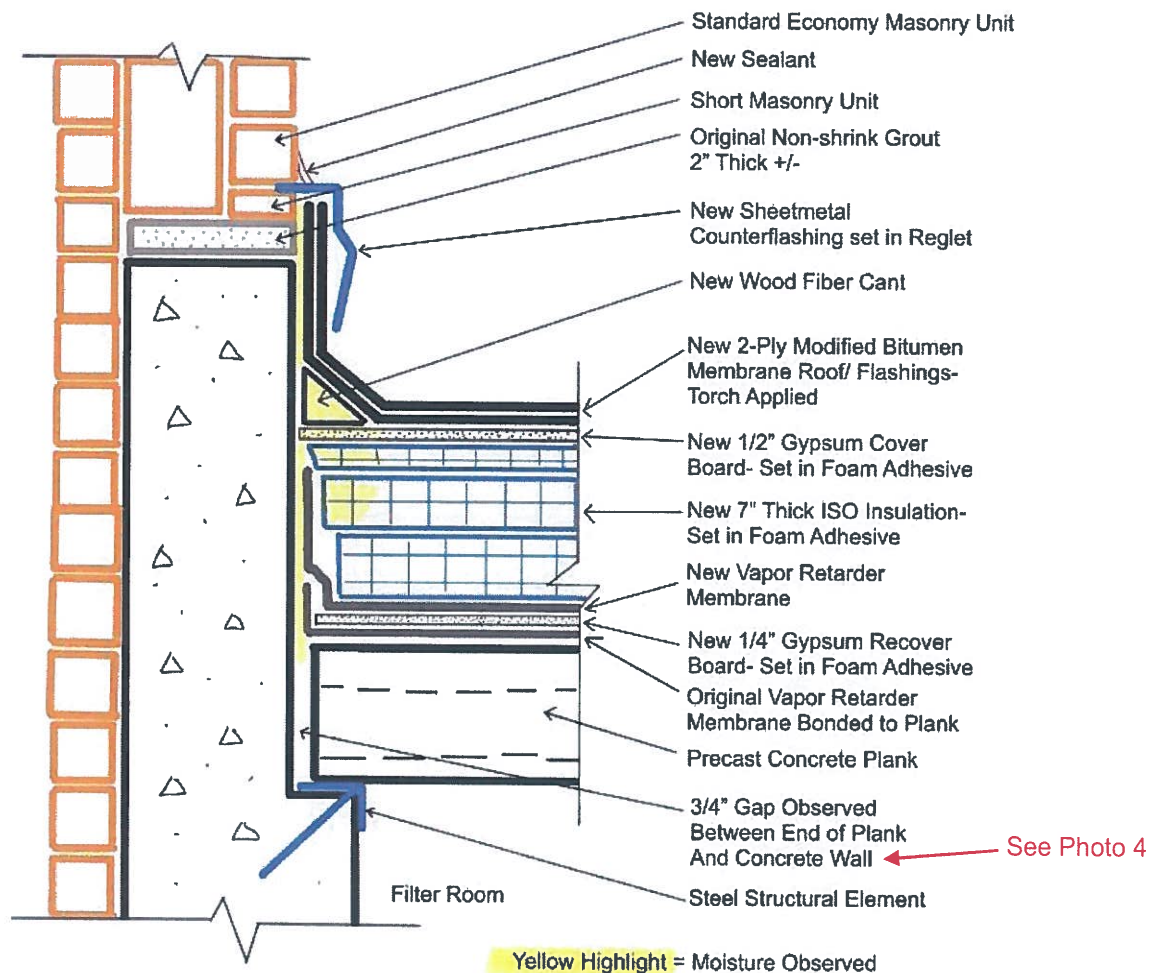 Standard Economy Masonry Unit
New Sealant
Short Masonry Unit
Original Non-shrink Grout
2" Thick +/-
New Sheetmetal
Counterflashing set in Reglet
New Wood Fiber Cant
New 2-Ply Modified Bitumen
Membrane Roof/ Flashings-
Torch Applied
New 1/2" Gypsum Cover
Board- Set in Foam Adhesive
New 7" Thick ISO Insulation-
Set in Foam Adhesive
New Vapor Retarder
Membrane
New 1/4" Gypsum Recover
Board- Set in Foam Adhesive
Original Vapor Retarder
Membrane Bonded to Plank
Precast Concrete Plank
3/4" Gap Observed
Between End of Plank
And Concrete Wall
See Photo 4
Steel Structural Element
Filter Room
Yellow Highlight = Moisture Observed